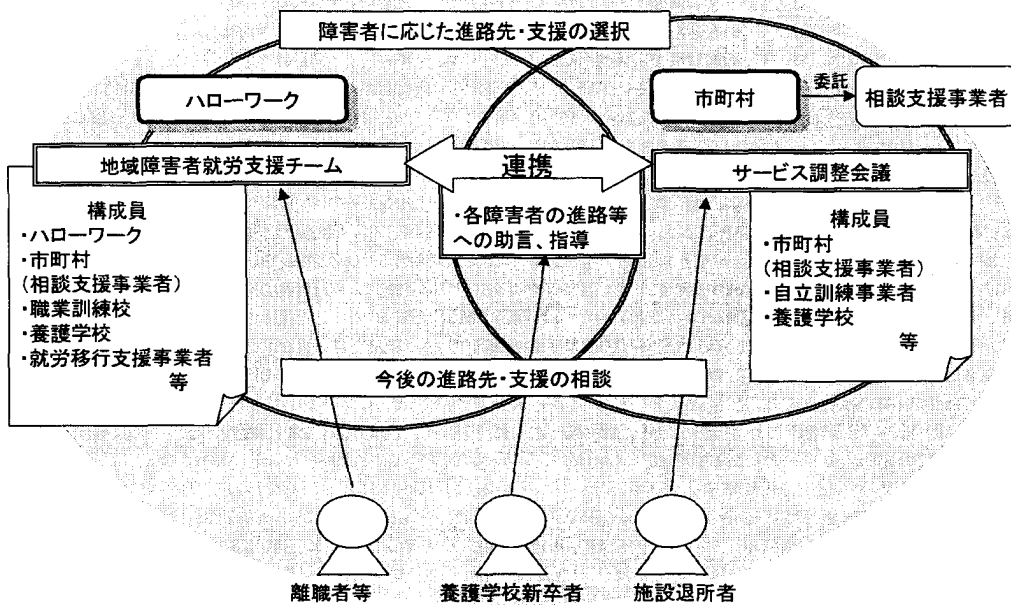 障害者に応じた進路先・支援の選択
ハローワーク
市町村
委託
相談支援事業者
地域障害者就労支援チーム
連携
サービス調整会議
構成員
・ハローワーク
・市町村
(相談支援事業者)
・職業訓練校
・養護学校
・就労移行支援事業者
等
・各障害者の進路等
への助言、指導
構成員
・市町村
(相談支援事業者)
・自立訓練事業者
・養護学校
等
今後の進路先・支援の相談
離職者等
養護学校新卒者
施設退所者